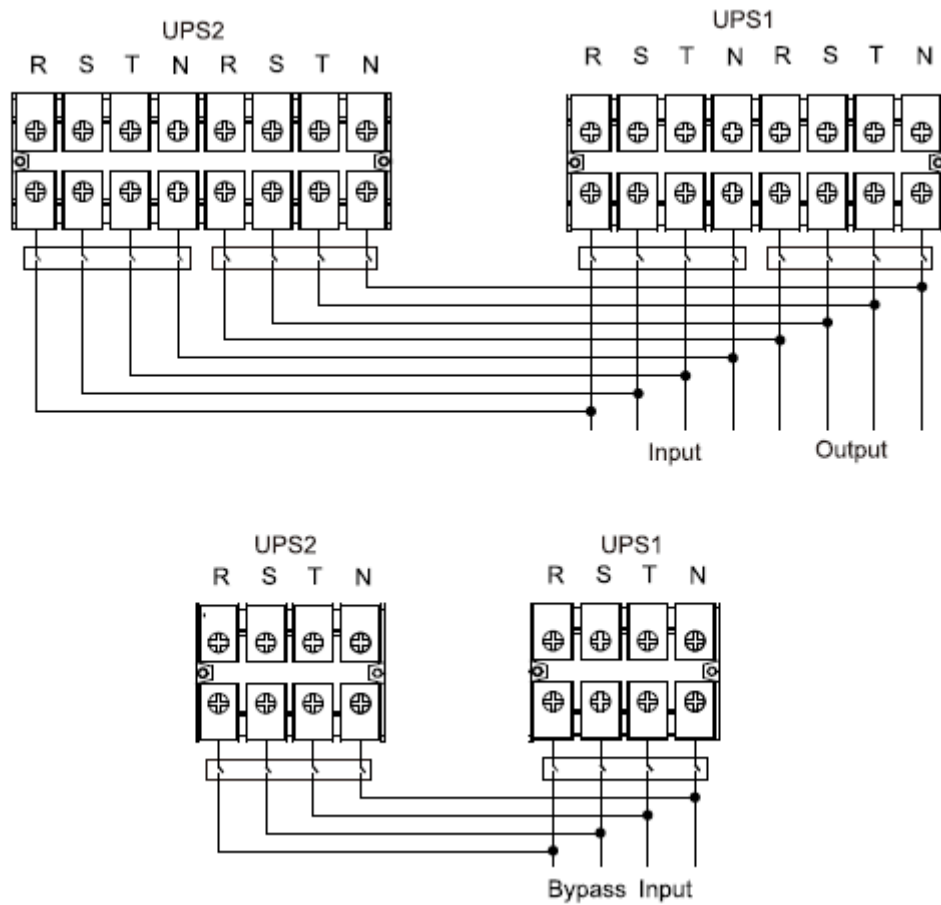 UPS2
UPS1
R S T N R S T N
R S T N R S T N
Input
Output
UPS2
UPS1
R S T N
R S T N
Bypass Input